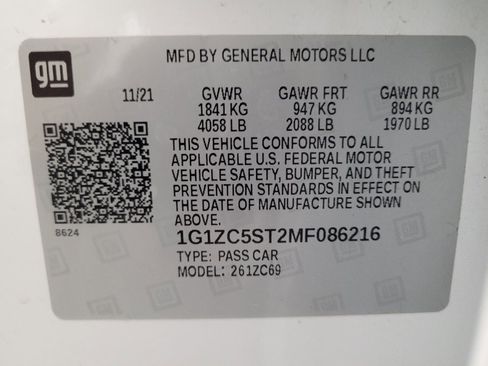 gm
MFD BY GENERAL MOTORS LLC
11/21 GVWR GAWR FRT GAWR RR
1841 KG 947 KG 894 KG
4058 LB 2088 LB 1970 LB
THIS VEHICLE CONFORMS TO ALL
APPLICABLE U.S. FEDERAL MOTOR
VEHICLE SAFETY, BUMPER, AND THEFT
PREVENTION STANDARDS IN EFFECT ON
THE DATE OF MANUFACTURE SHOWN
ABOVE.
8624
1G1ZC5ST2MF086216
TYPE: PASS CAR
MODEL: 261ZC69